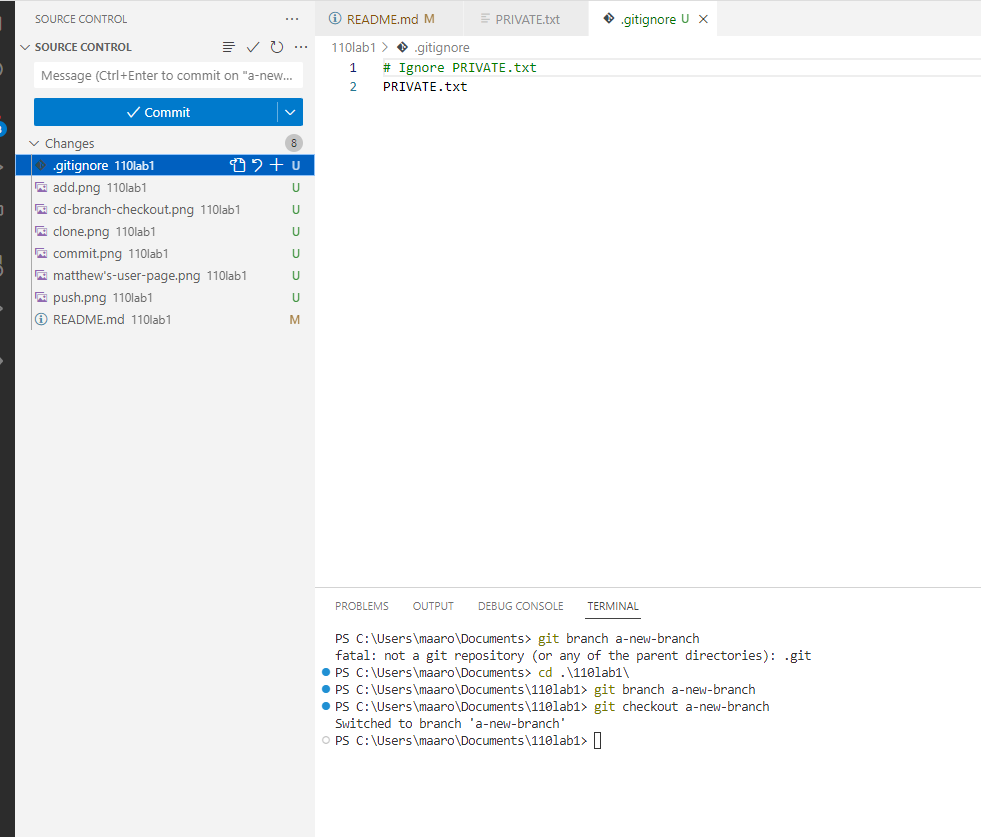 SOURCE CONTROL ...
SOURCE CONTROL ...
Message (Ctrl+Enter to commit on "a-new...
Commit
Changes 8
.gitignore 110lab1 U
add.png 110lab1 U
cd-branch-checkout.png 110lab1 U
clone.png 110lab1 U
commit.png 110lab1 U
matthew's-user-page.png 110lab1 U
push.png 110lab1 U
README.md 110lab1 M
README.md M PRIVATE.txt .gitignore U
110lab1 > .gitignore
1 # Ignore PRIVATE.txt
2 PRIVATE.txt
PROBLEMS OUTPUT DEBUG CONSOLE TERMINAL
PS C:\Users\maaro\Documents> git branch a-new-branch
fatal: not a git repository (or any of the parent directories): .git
PS C:\Users\maaro\Documents> cd .\110lab1\
PS C:\Users\maaro\Documents\110lab1> git branch a-new-branch
PS C:\Users\maaro\Documents\110lab1> git checkout a-new-branch
Switched to branch 'a-new-branch'
PS C:\Users\maaro\Documents\110lab1>